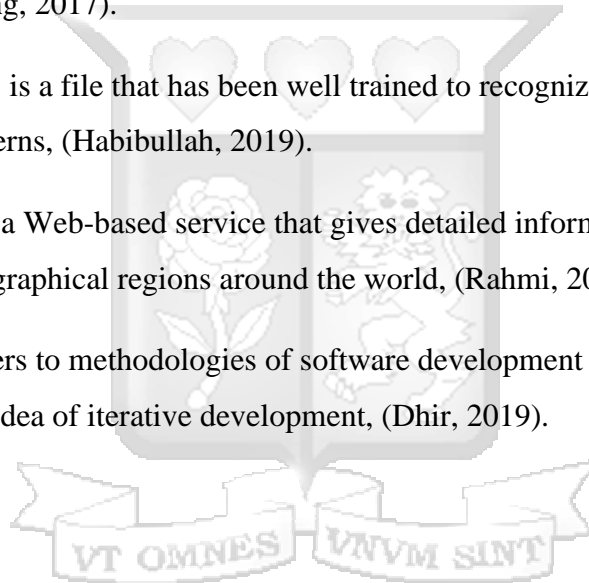 ng, 2017).
is a file that has been well trained to recogniz
erns, (Habibullah, 2019).
a Web-based service that gives detailed inforr
graphical regions around the world, (Rahmi, 20
ers to methodologies of software development
dea of iterative development, (Dhir, 2019).
VT OMNES VNVM SINT